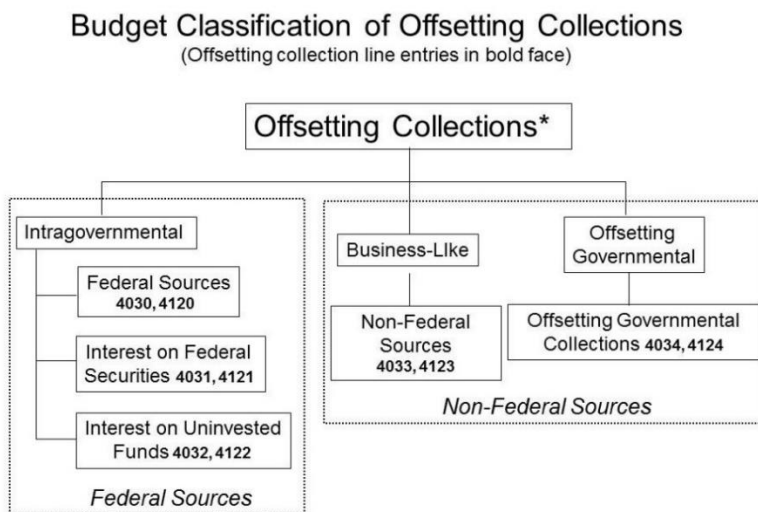 Budget Classification of Offsetting Collections
(Offsetting collection line entries in bold face)
Offsetting Collections*
Intragovernmental
Federal Sources
4030, 4120
Interest on Federal
Securities 4031, 4121
Interest on Uninvested
Funds 4032, 4122
Federal Sources
Business-LIke
Non-Federal
Sources
4033, 4123
Offsetting
Governmental
Offsetting Governmental
Collections 4034, 4124
Non-Federal Sources